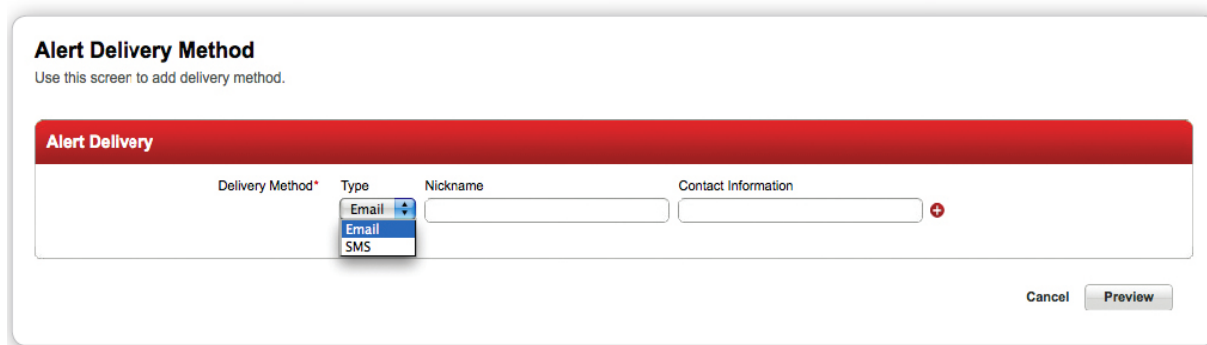 Alert Delivery Method
Use this screen to add delivery method.
Alert Delivery
Delivery Method* Type Nickname Contact Information
Email
Email
SMS
Cancel Preview